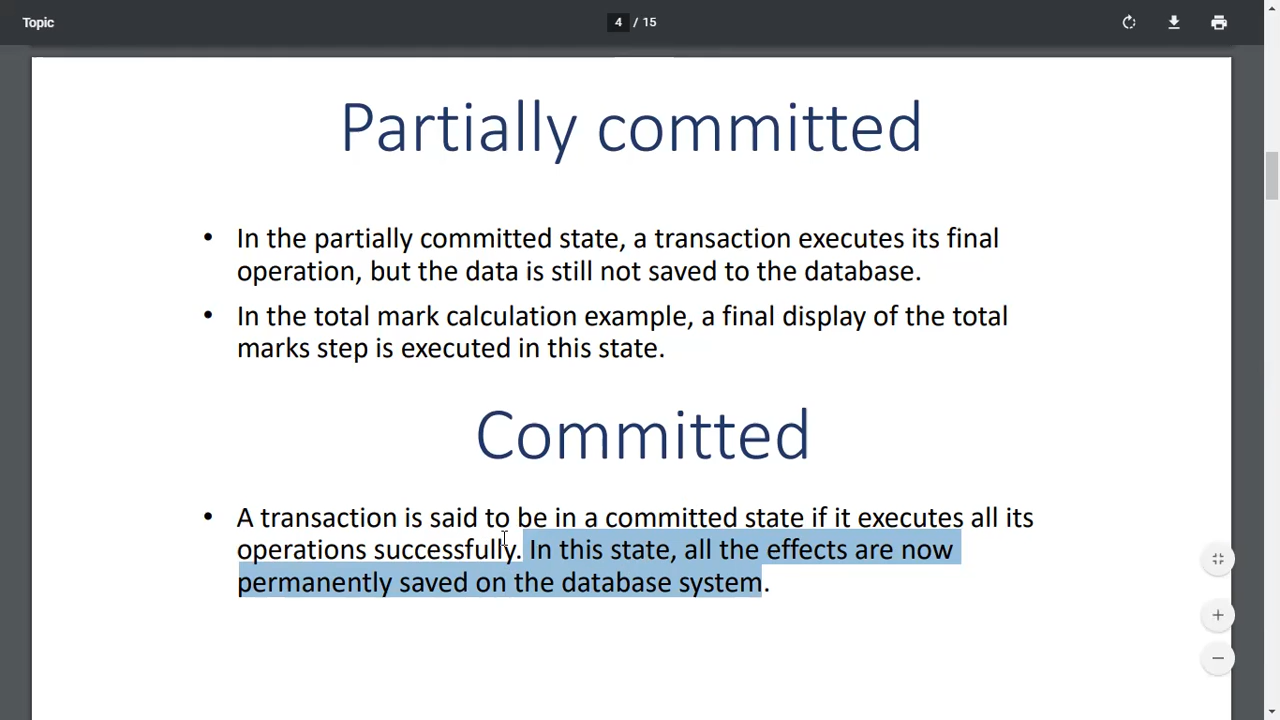 Topic
4 / 15
Partially committed
• In the partially committed state, a transaction executes its final
operation, but the data is still not saved to the database.
• In the total mark calculation example, a final display of the total
marks step is executed in this state.
Committed
• A transaction is said to be in a committed state if it executes all its
operations successfully. In this state, all the effects are now
permanently saved on the database system.